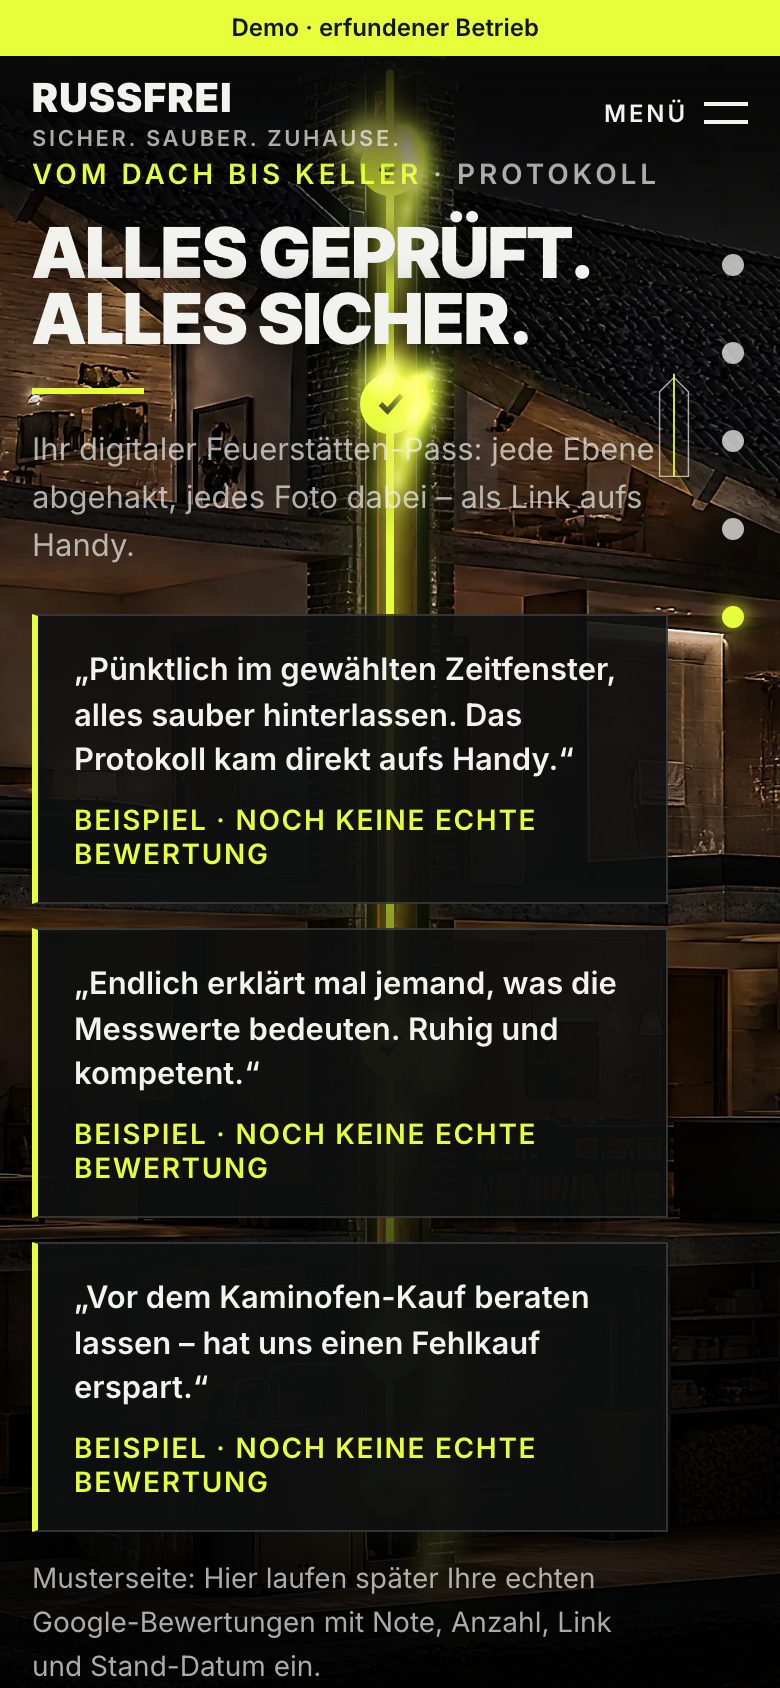 Demo · erfundener Betrieb
RUSSFREI
MENÜ
SICHER. SAUBER. ZUHAUSE.
VOM DACH BIS KELLER · PROTOKOLL
ALLES GEPRÜFT.
ALLES SICHER.
Ihr digitaler Feuerstätten-Pass: jede Ebene
abgehakt, jedes Foto dabei – als Link aufs
Handy.
„Pünktlich im gewählten Zeitfenster,
alles sauber hinterlassen. Das
Protokoll kam direkt aufs Handy.“
BEISPIEL · NOCH KEINE ECHTE
BEWERTUNG
„Endlich erklärt mal jemand, was die
Messwerte bedeuten. Ruhig und
kompetent.“
BEISPIEL · NOCH KEINE ECHTE
BEWERTUNG
„Vor dem Kaminofen-Kauf beraten
lassen – hat uns einen Fehlkauf
erspart.“
BEISPIEL · NOCH KEINE ECHTE
BEWERTUNG
Musterseite: Hier laufen später Ihre echten
Google-Bewertungen mit Note, Anzahl, Link
und Stand-Datum ein.